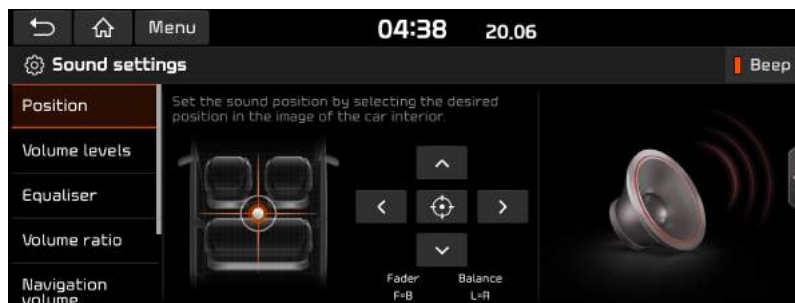 Menu
04:38 20.06
Sound settings
Beep
Position
Set the sound position by selecting the desired
position in the image of the car interior.
Volume levels
Equaliser
Volume ratio
Navigation
volume
Fader Balance
F=B L=R